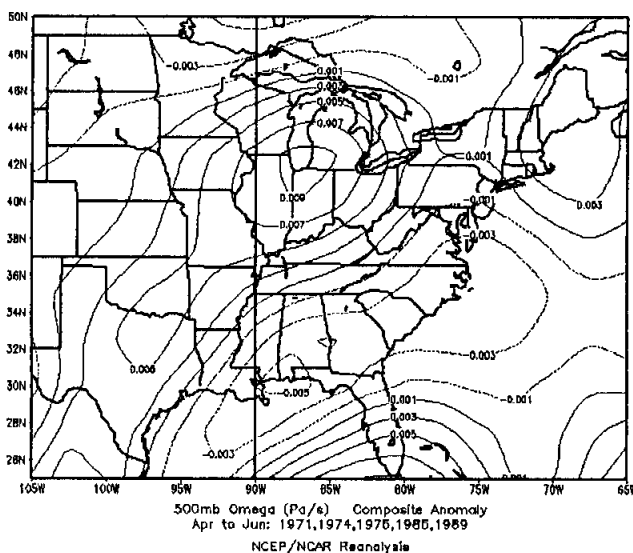 50N
48N
46N
44N
42N
40N
38N
36N
34N
32N
30N
28N
26N
-0.003
0.001
0.003
0.005
0.007
-0.001
0.001
0.003
0.009
0.007
-0.001
-0.003
0.006
-0.003
-0.005
-0.003
0.001
0.003
0.005
-0.001
105W 100W 95W 90W 85W 80W 75W 70W 65W
500mb Omega (Pa/s) Composite Anomaly
Apr to Jun: 1971,1974,1975,1985,1989
NCEP/NCAR Reanalysis